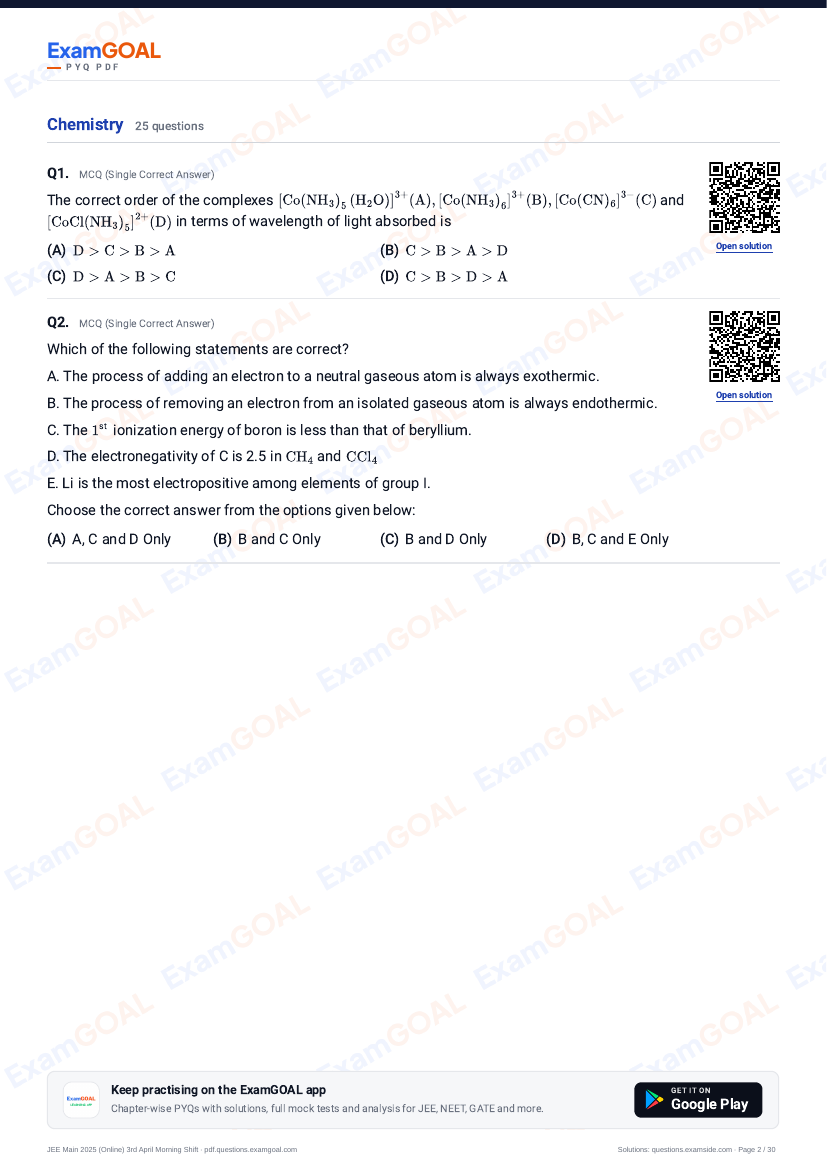 ExamGOAL
PYQ PDF
Chemistry 25 questions
Q1. MCQ (Single Correct Answer)
The correct order of the complexes [Co(NH₃)₅ (H₂O)]³⁺(A), [Co(NH₃)₆]³⁺(B), [Co(CN)₆]³⁻(C) and
[CoCl(NH₃)₅]²⁺(D) in terms of wavelength of light absorbed is
Open solution
(A) D > C > B > A (B) C > B > A > D
(C) D > A > B > C (D) C > B > D > A
Q2. MCQ (Single Correct Answer)
Which of the following statements are correct?
A. The process of adding an electron to a neutral gaseous atom is always exothermic.
Open solution
B. The process of removing an electron from an isolated gaseous atom is always endothermic.
C. The 1ˢᵗ ionization energy of boron is less than that of beryllium.
D. The electronegativity of C is 2.5 in CH₄ and CCl₄
E. Li is the most electropositive among elements of group I.
Choose the correct answer from the options given below:
(A) A, C and D Only (B) B and C Only (C) B and D Only (D) B, C and E Only
ExamGOAL
Keep practising on the ExamGOAL app
Chapter-wise PYQs with solutions, full mock tests and analysis for JEE, NEET, GATE and more.
GET IT ON
Google Play
JEE Main 2025 (Online) 3rd April Morning Shift · pdf.questions.examgoal.com Solutions: questions.examside.com · Page 2 / 30